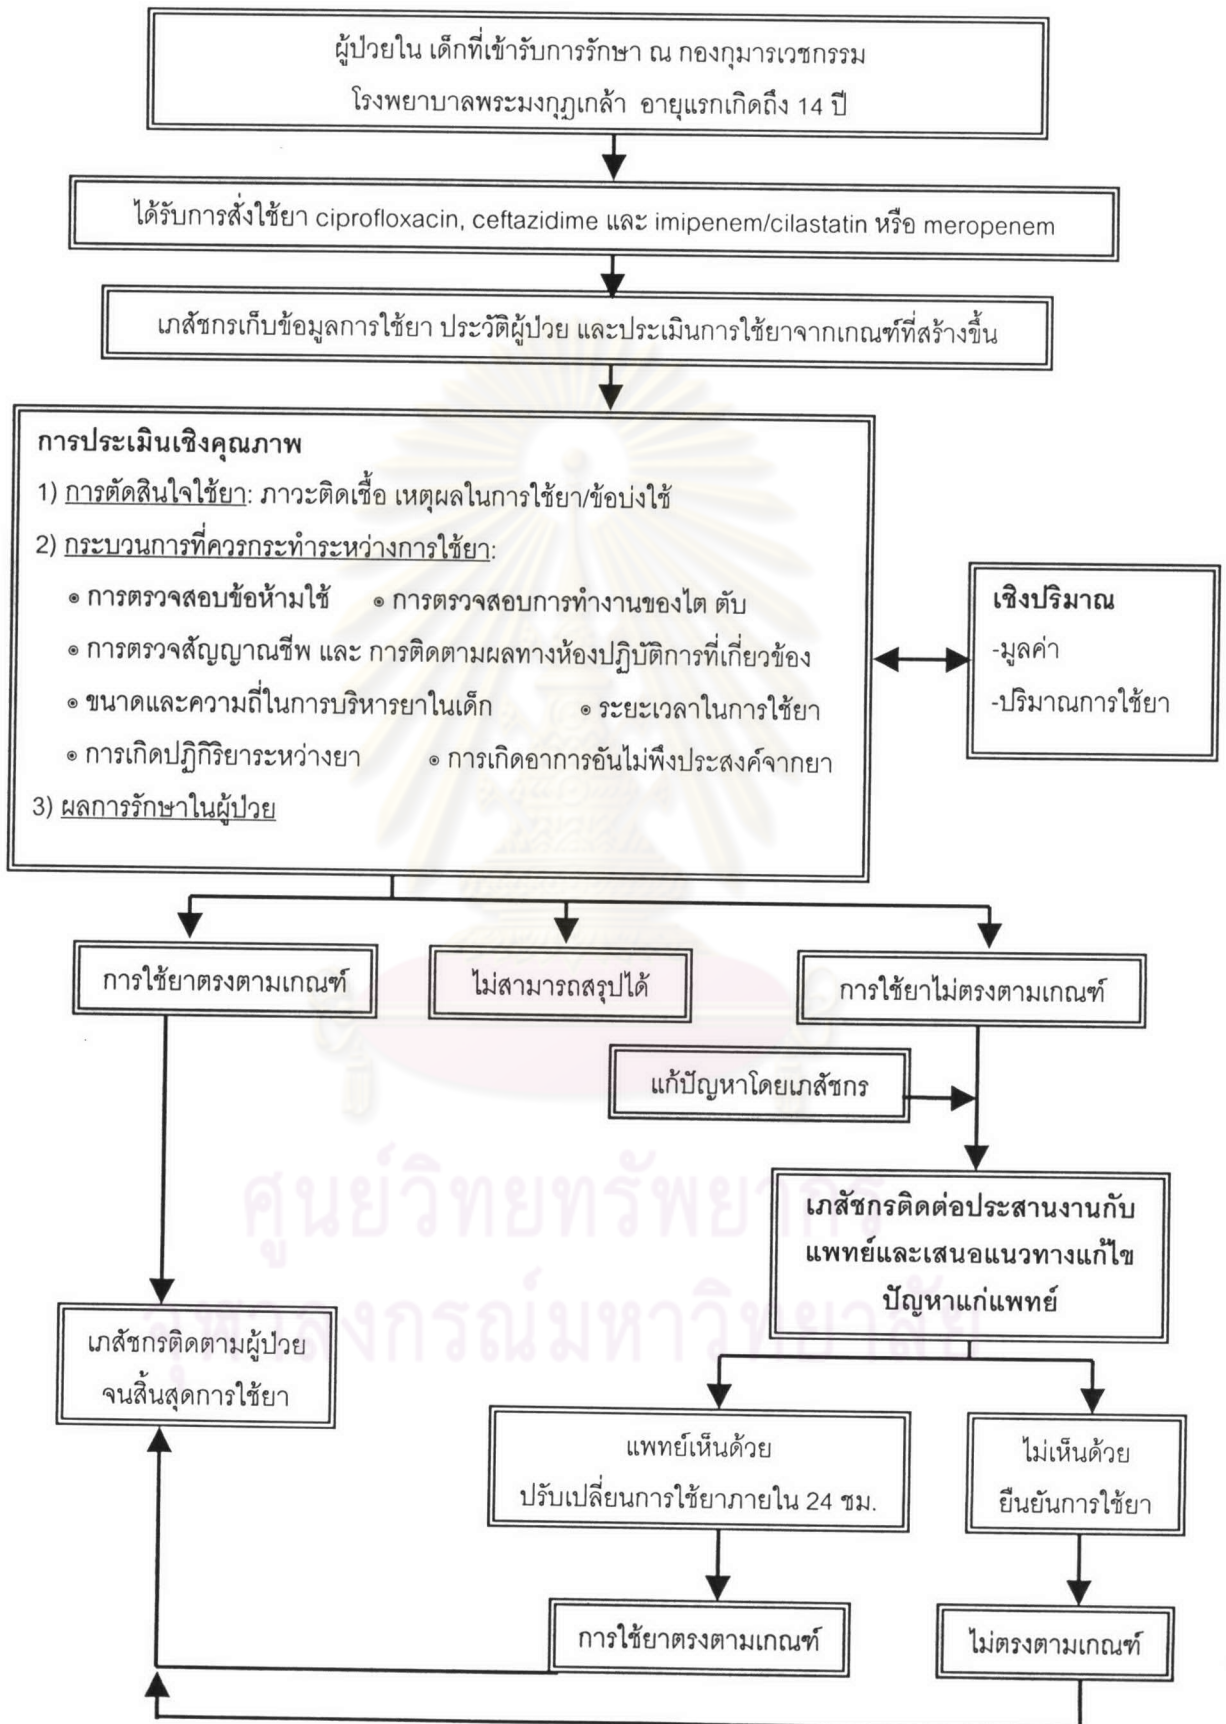 ผู้ป่วยใน เด็กที่เข้ารับการรักษา ณ กองกุมารเวชกรรม
โรงพยาบาลพระมงกุฎเกล้า อายุแรกเกิดถึง 14 ปี
ได้รับการสั่งใช้ยา ciprofloxacin, ceftazidime และ imipenem/cilastatin หรือ meropenem
เภสัชกรเก็บข้อมูลการใช้ยา ประวัติผู้ป่วย และประเมินการใช้ยาจากเกณฑ์ที่สร้างขึ้น
การประเมินเชิงคุณภาพ
1) การตัดสินใจใช้ยา: ภาวะติดเชื้อ เหตุผลในการใช้ยา/ข้อบ่งใช้
2) กระบวนการที่ควรกระทำระหว่างการใช้ยา:
๏ การตรวจสอบข้อห้ามใช้ ๏ การตรวจสอบการทำงานของไต ตับ
๏ การตรวจสัญญาณชีพ และ การติดตามผลทางห้องปฏิบัติการที่เกี่ยวข้อง
๏ ขนาดและความถี่ในการบริหารยาในเด็ก ๏ ระยะเวลาในการใช้ยา
๏ การเกิดปฏิกิริยาระหว่างยา ๏ การเกิดอาการอันไม่พึงประสงค์จากยา
3) ผลการรักษาในผู้ป่วย
เชิงปริมาณ
-มูลค่า
-ปริมาณการใช้ยา
การใช้ยาตรงตามเกณฑ์
ไม่สามารถสรุปได้
การใช้ยาไม่ตรงตามเกณฑ์
แก้ปัญหาโดยเภสัชกร
เภสัชกรติดต่อประสานงานกับ
แพทย์และเสนอแนวทางแก้ไข
ปัญหาแก่แพทย์
ศูนย์วิทยทรัพยากร
จุฬาลงกรณ์มหาวิทยาลัย
เภสัชกรติดตามผู้ป่วย
จนสิ้นสุดการใช้ยา
แพทย์เห็นด้วย
ปรับเปลี่ยนการใช้ยาภายใน 24 ชม.
ไม่เห็นด้วย
ยืนยันการใช้ยา
การใช้ยาตรงตามเกณฑ์
ไม่ตรงตามเกณฑ์